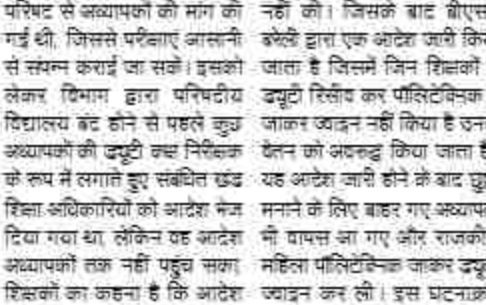 परिषद से अध्यापकों की मांग की
गई थी, जिससे परीक्षाएं आसानी
से संपन्न कराई जा सकें। इसको
लेकर विभाग द्वारा परिषदीय
विद्यालय बंद होने से पहले कुछ
अध्यापकों की ड्यूटी कक्ष निरीक्षक
के रूप में लगाते हुए संबंधित खंड
शिक्षा अधिकारियों को आदेश भेज
दिया गया था, लेकिन वह आदेश
अध्यापकों तक नहीं पहुंच सका।
शिक्षकों का कहना है कि आदेश
नहीं की। जिसके बाद बीएस
बरेली द्वारा एक आदेश जारी किय
जाता है जिसमें जिन शिक्षकों
ड्यूटी रिसीव कर पॉलिटेक्निक
जाकर ज्वाइन नहीं किया है उन
वेतन को अवरुद्ध किया जाता है
यह आदेश जारी होने के बाद छु
मनाने के लिए बाहर गए अध्याप
भी वापस आ गए और राजकी
महिला पॉलिटेक्निक जाकर ड्यू
ज्वाइन कर ली। इस घटनाक्र